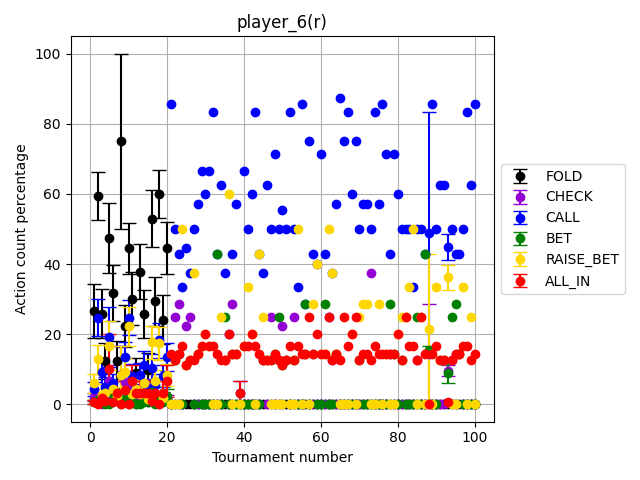 player_6(r)
100
80
60
40
20
0
Action count percentage
0
20
40
60
80
100
Tournament number
FOLD
CHECK
CALL
BET
RAISE_BET
ALL_IN